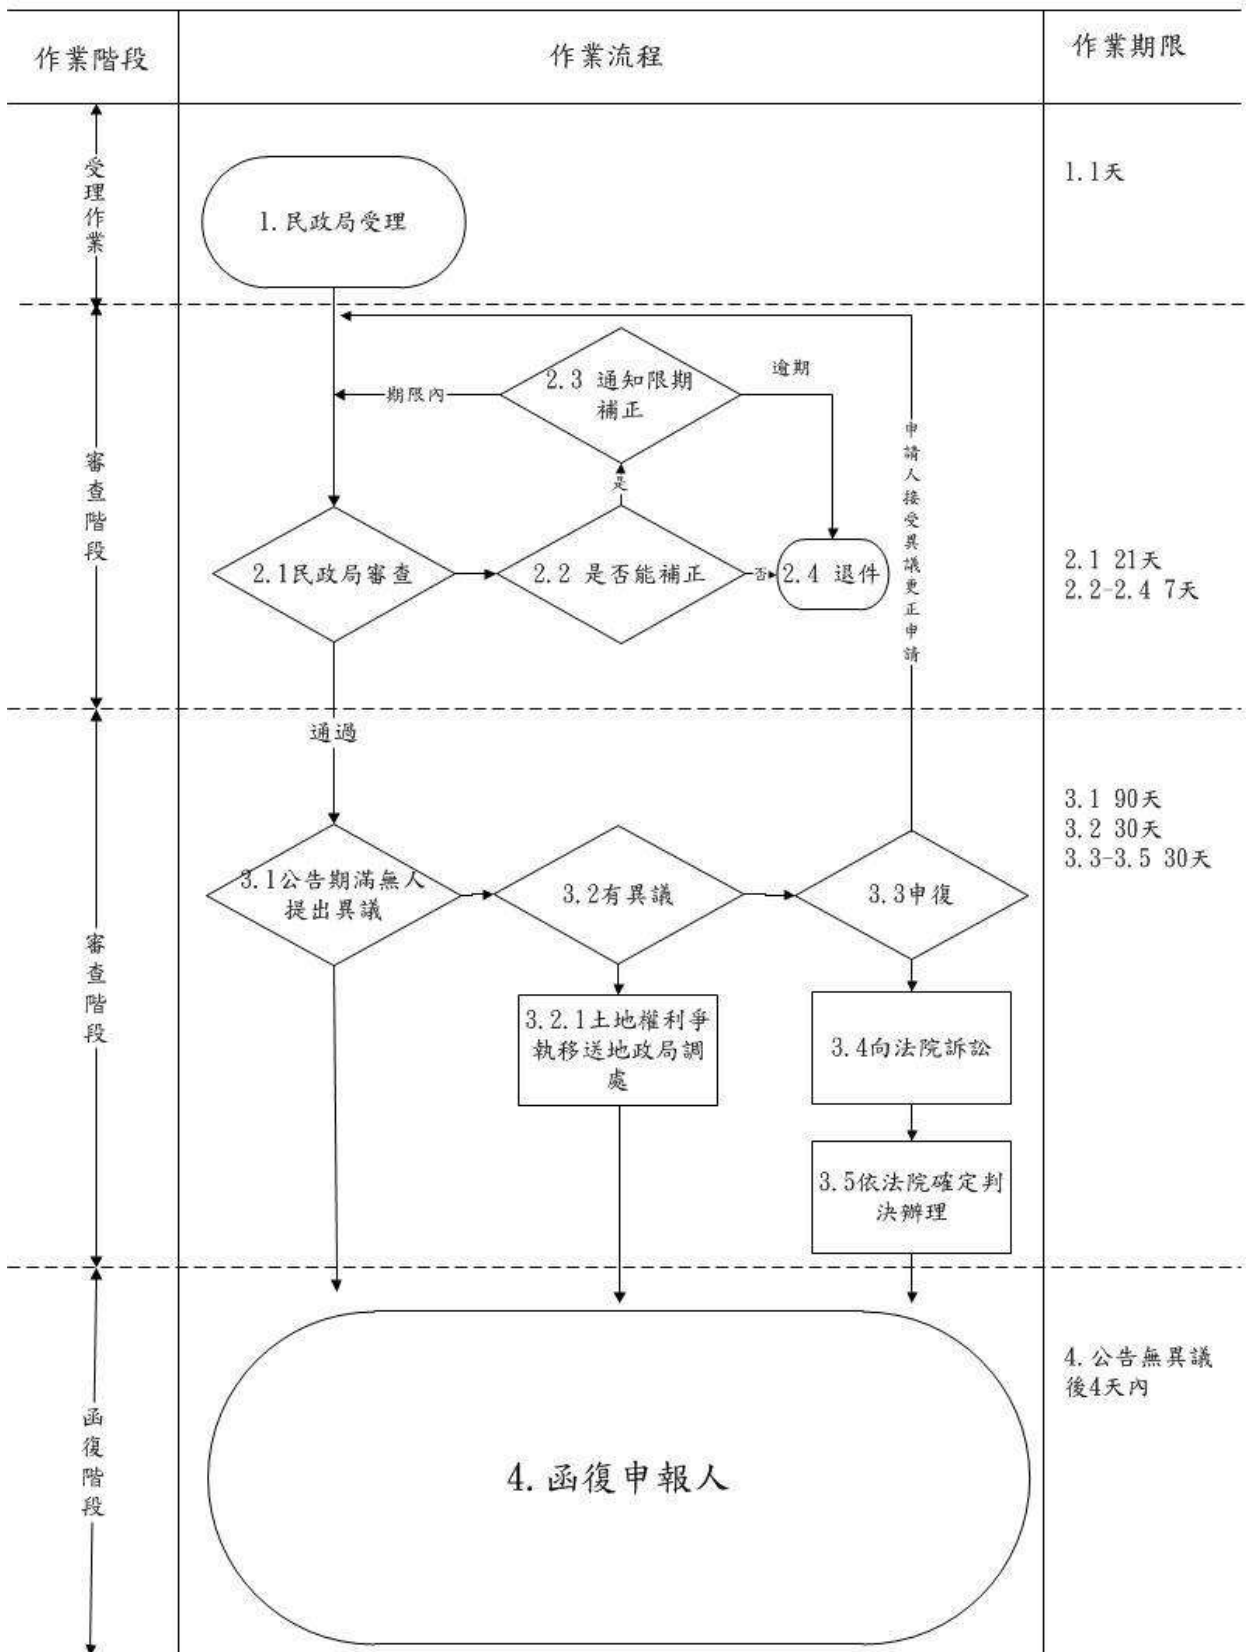 作業階段
作業流程
作業期限
受理作業
1.民政局受理
1.1天
審查階段
2.3 通知限期
補正
逾期
期限內
申請人接受異議更正申請
是
2.1民政局審查
2.2 是否能補正
否
2.4 退件
2.1 21天
2.2-2.4 7天
通過
審查階段
3.1公告期滿無人
提出異議
3.2有異議
3.3申復
3.1 90天
3.2 30天
3.3-3.5 30天
3.2.1土地權利爭
執移送地政局調
處
3.4向法院訴訟
3.5依法院確定判
決辦理
函復階段
4.函復申報人
4.公告無異議
後4天內